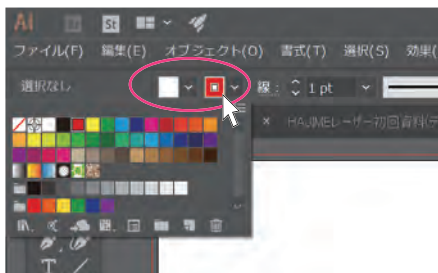 Ai St
ファイル(F) 編集(E) オブジェクト(O) 書式(T) 選択(S) 効果(
選択なし 線: 1 pt
× HAJIMEレーザー初回資料(デ